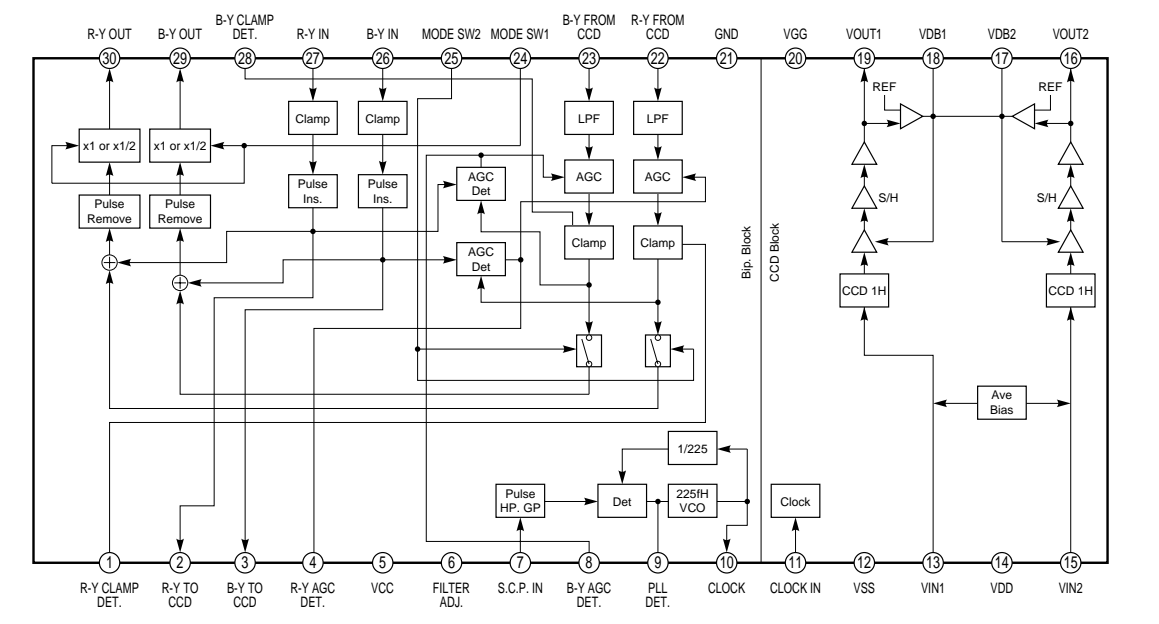 R-Y OUT
B-Y OUT
B-Y CLAMP
DET.
R-Y IN
B-Y IN
MODE SW2
MODE SW1
B-Y FROM
CCD
R-Y FROM
CCD
GND
VGG
VOUT1
VDB1
VDB2
VOUT2
30
29
28
27
26
25
24
23
22
21
20
19
18
17
16
REF
REF
Clamp
Clamp
LPF
LPF
x1 or x1/2
x1 or x1/2
Pulse
Ins.
Pulse
Ins.
AGC
Det
AGC
AGC
Pulse
Remove
Pulse
Remove
S/H
S/H
AGC
Det
Clamp
Clamp
Bip. Block
CCD Block
CCD 1H
CCD 1H
Ave
Bias
1/225
Pulse
HP. GP
Det
225fH
VCO
Clock
1
2
3
4
5
6
7
8
9
10
11
12
13
14
15
R-Y CLAMP
DET.
R-Y TO
CCD
B-Y TO
CCD
R-Y AGC
DET.
VCC
FILTER
ADJ.
S.C.P. IN
B-Y AGC
DET.
PLL
DET.
CLOCK
CLOCK IN
VSS
VIN1
VDD
VIN2